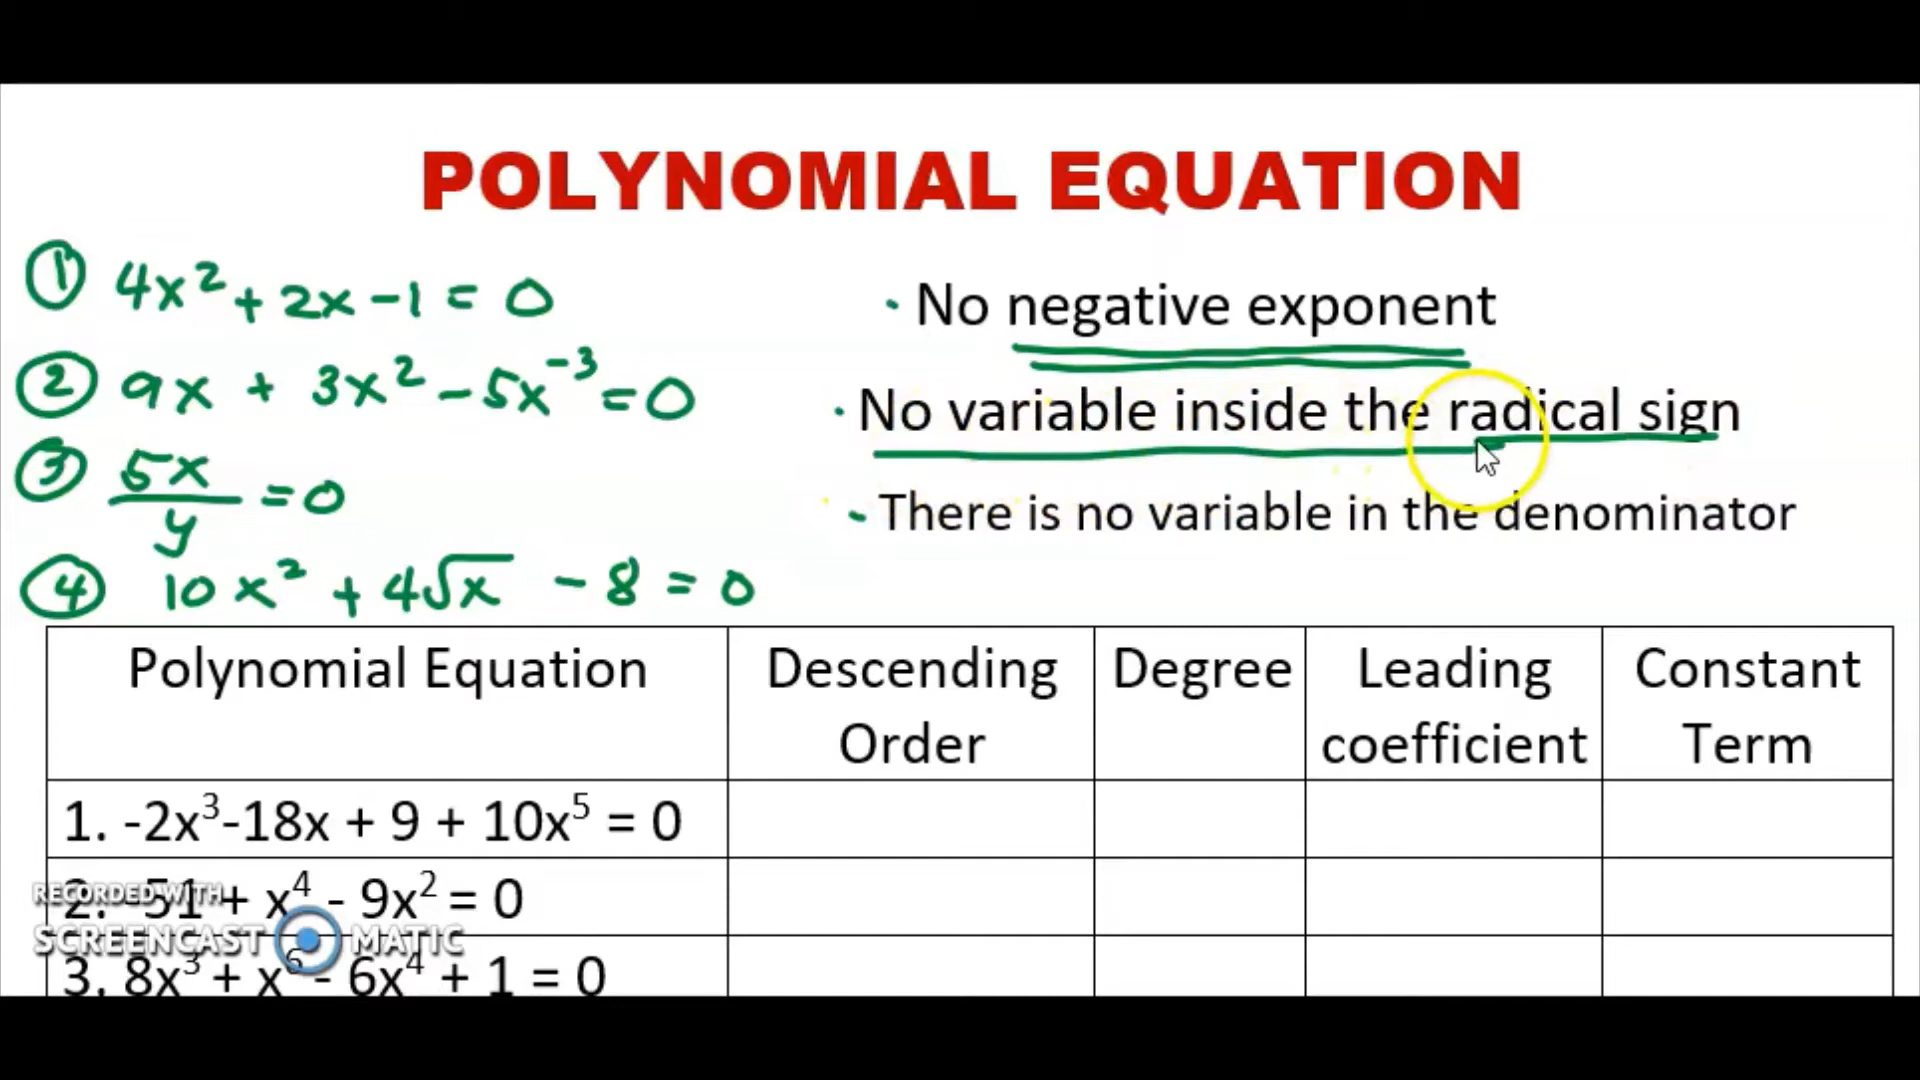 POLYNOMIAL EQUATION
① 4x² + 2x - 1 = 0
② 9x + 3x² - 5x⁻³ = 0
③ 5x/y = 0
④ 10x² + 4√x - 8 = 0
· No negative exponent
· No variable inside the radical sign
- There is no variable in the denominator
Polynomial Equation
Descending Order
Degree
Leading coefficient
Constant Term
1. -2x³-18x + 9 + 10x⁵ = 0
2. -51 + x⁴ - 9x² = 0
3. 8x³ + x - 6x⁴ + 1 = 0
RECORDED WITH
SCREENCAST MATIC